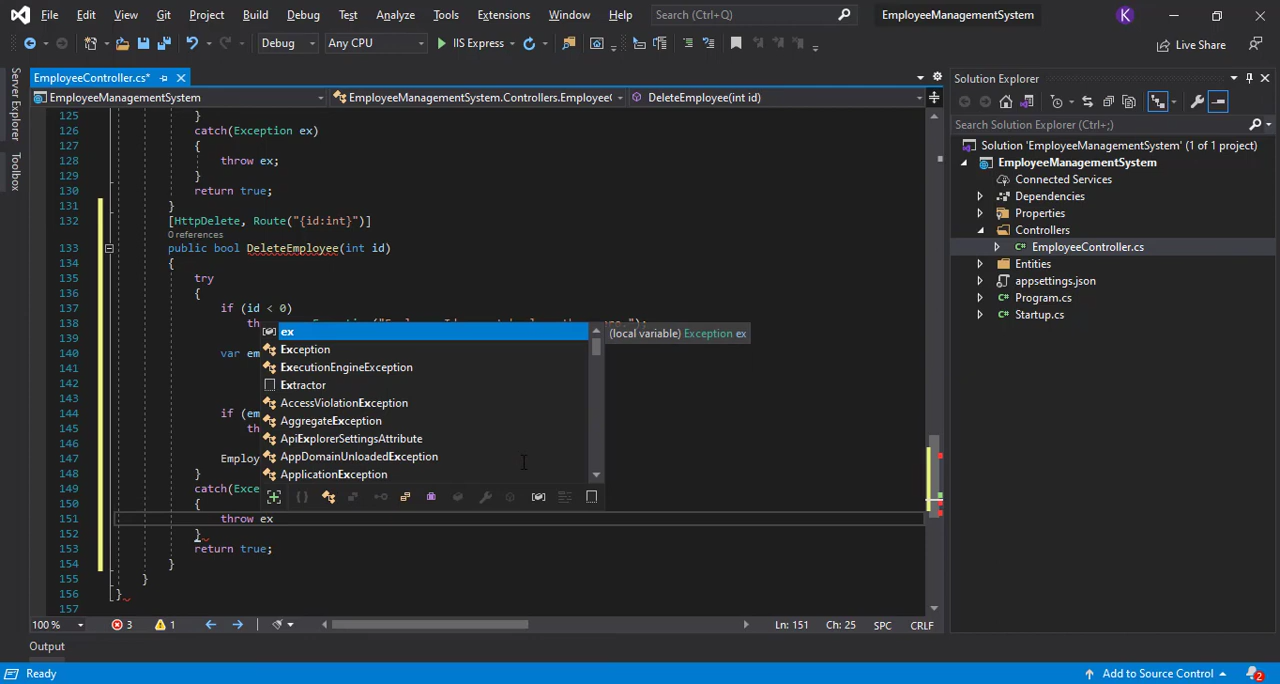 File Edit View Git Project Build Debug Test Analyze Tools Extensions Window Help Search (Ctrl+Q) EmployeeManagementSystem K
Debug Any CPU IIS Express Live Share
Server Explorer
Toolbox
EmployeeController.cs*
EmployeeManagementSystem EmployeeManagementSystem.Controllers.EmployeeC DeleteEmployee(int id)
125 }
126 catch(Exception ex)
127 {
128 throw ex;
129 }
130 return true;
131 }
132 [HttpDelete, Route("{id:int}")]
0 references
133 public bool DeleteEmployee(int id)
134 {
135 try
136 {
137 if (id < 0)
138 th
139
140 var em
141
142
143
144 if (em
145 th
146
147 Employ
148 }
149 catch(Exce
150 {
151 throw ex
152 }
153 return true;
154 }
155 }
156 }
157
ex
Exception
ExecutionEngineException
Extractor
AccessViolationException
AggregateException
ApiExplorerSettingsAttribute
AppDomainUnloadedException
ApplicationException
(local variable) Exception ex
100 % 3 1 Ln: 151 Ch: 25 SPC CRLF
Output
Ready Add to Source Control 2
Solution Explorer
Search Solution Explorer (Ctrl+;)
Solution 'EmployeeManagementSystem' (1 of 1 project)
EmployeeManagementSystem
Connected Services
Dependencies
Properties
Controllers
C# EmployeeController.cs
Entities
appsettings.json
C# Program.cs
C# Startup.cs